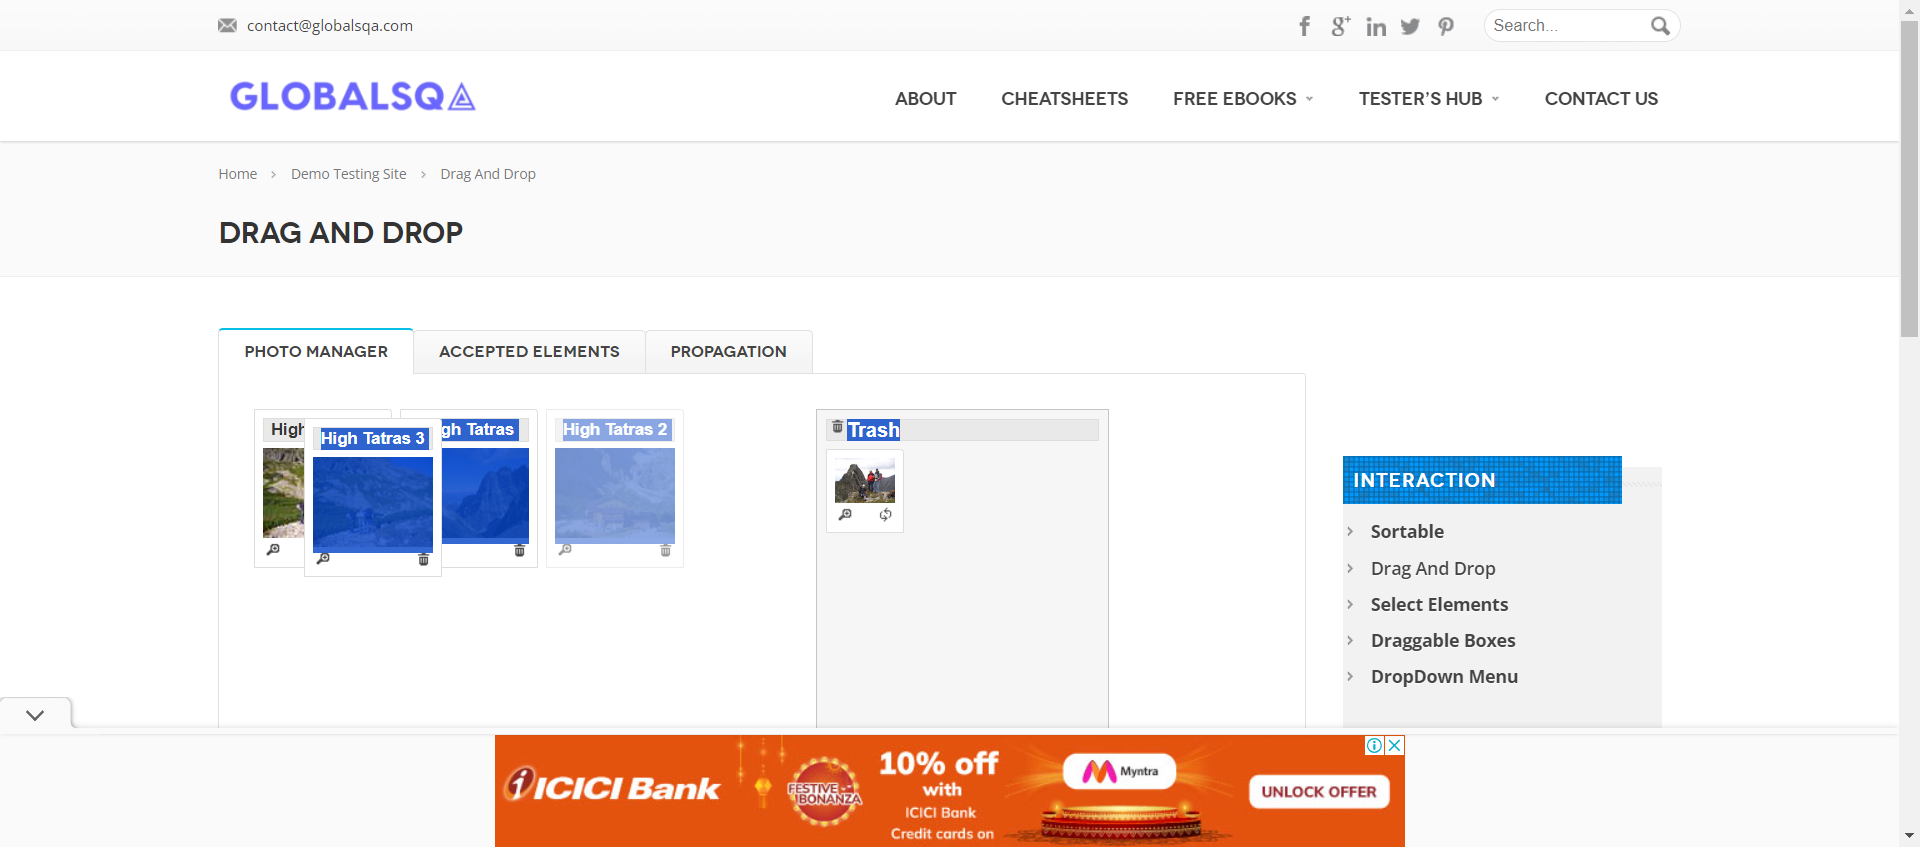 contact@globalsqa.com
Search...
GLOBALSQA
ABOUT
CHEATSHEETS
FREE EBOOKS
TESTER'S HUB
CONTACT US
Home
Demo Testing Site
Drag And Drop
DRAG AND DROP
PHOTO MANAGER
ACCEPTED ELEMENTS
PROPAGATION
High
High Tatras 3
gh Tatras
High Tatras 2
Trash
INTERACTION
Sortable
Drag And Drop
Select Elements
Draggable Boxes
DropDown Menu
ICICI Bank
FESTIVE
BONANZA
10% off
with
ICICI Bank
Credit cards on
Myntra
UNLOCK OFFER